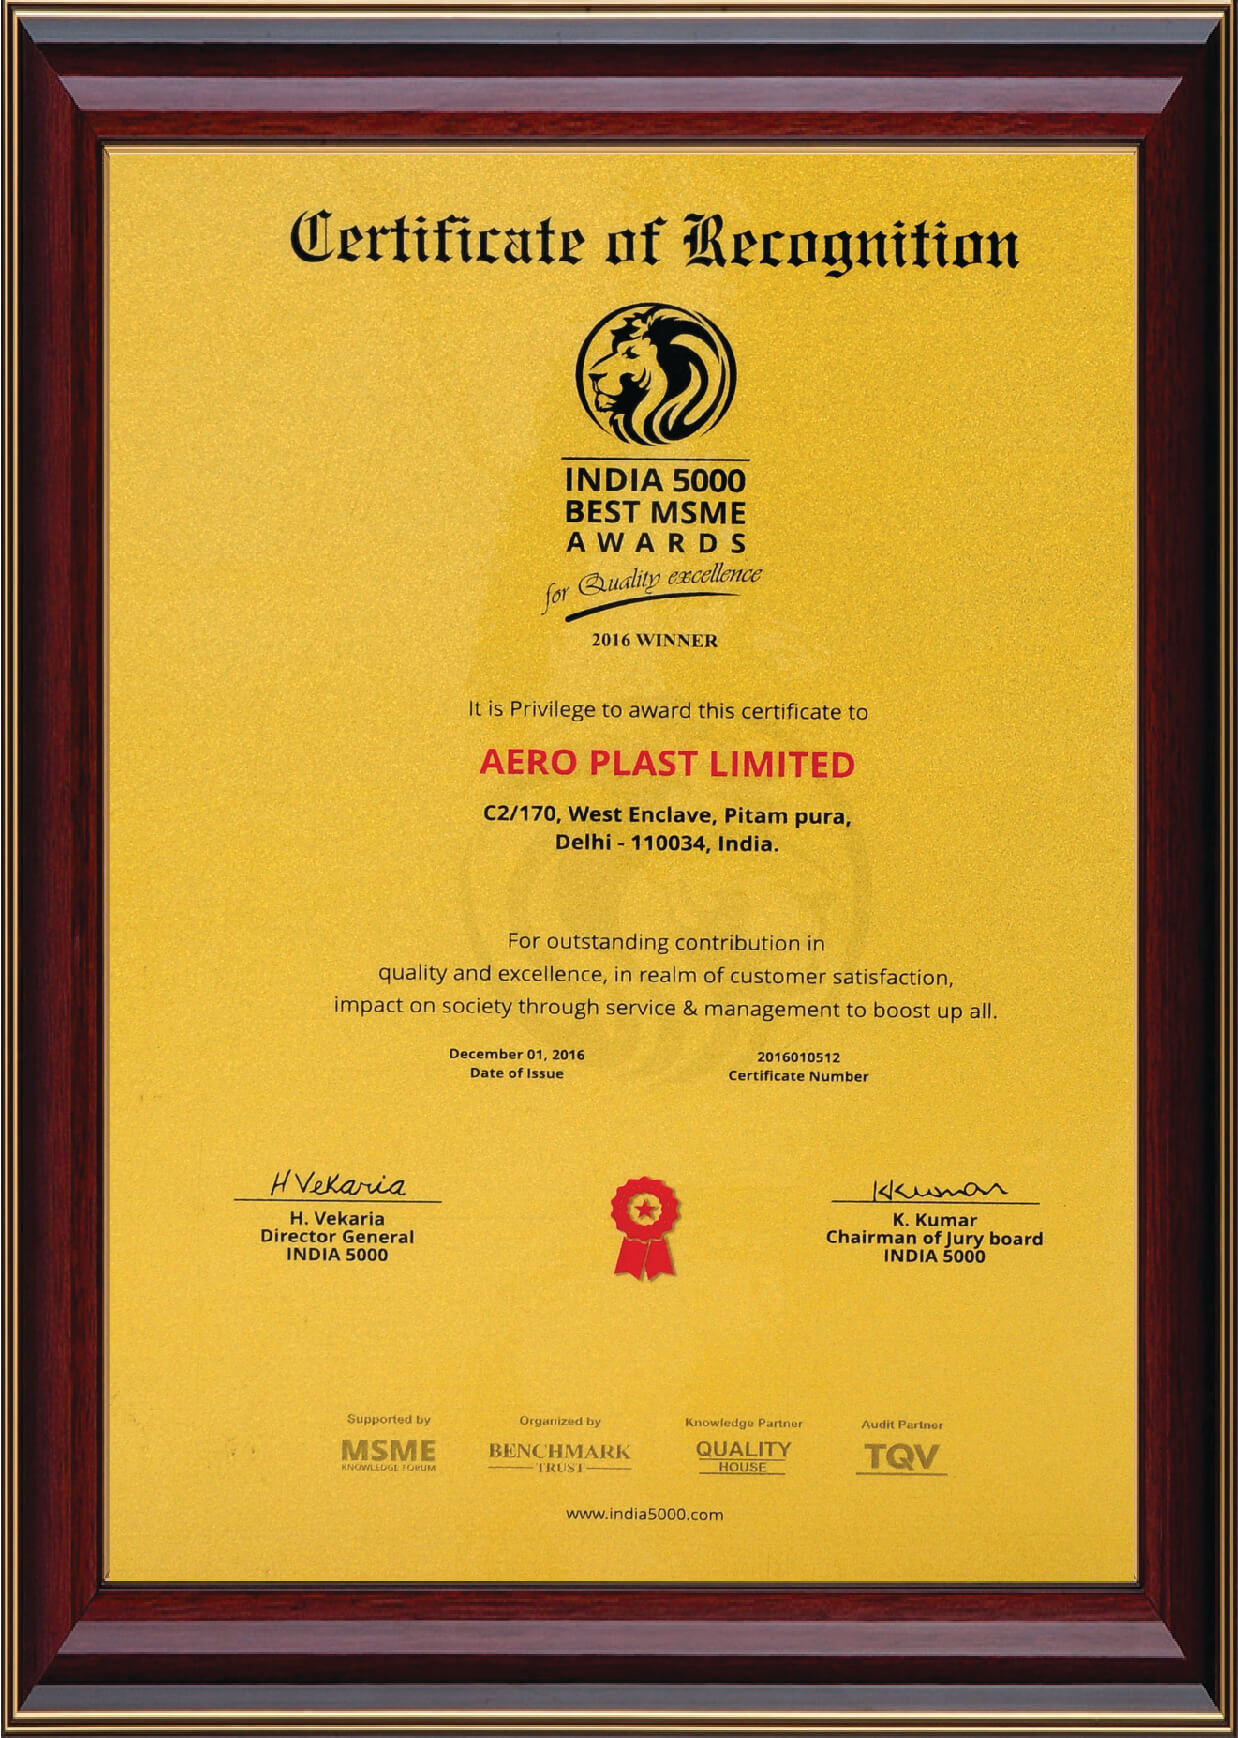 Certificate of Recognition
INDIA 5000
BEST MSME
AWARDS
for Quality excellence
2016 WINNER
It is Privilege to award this certificate to
AERO PLAST LIMITED
C2/170, West Enclave, Pitam pura,
Delhi - 110034, India.
For outstanding contribution in
quality and excellence, in realm of customer satisfaction,
impact on society through service & management to boost up all.
December 01, 2016
Date of Issue
2016010512
Certificate Number
H Vekaria
H. Vekaria
Director General
INDIA 5000
KKumar
K. Kumar
Chairman of Jury board
INDIA 5000
Supported by
MSME
KNOWLEDGE FORUM
Organized by
BENCHMARK
TRUST
Knowledge Partner
QUALITY
HOUSE
Audit Partner
TQV
www.india5000.com